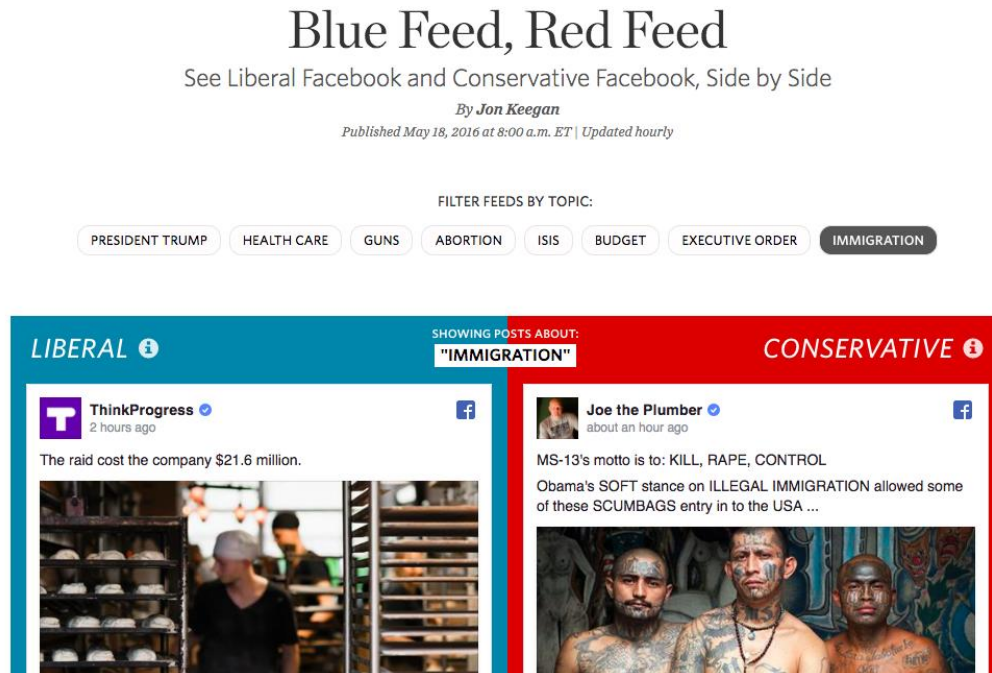 Blue Feed, Red Feed
See Liberal Facebook and Conservative Facebook, Side by Side
By Jon Keegan
Published May 18, 2016 at 8:00 a.m. ET | Updated hourly
FILTER FEEDS BY TOPIC:
PRESIDENT TRUMP HEALTH CARE GUNS ABORTION ISIS BUDGET EXECUTIVE ORDER IMMIGRATION
SHOWING POSTS ABOUT:
"IMMIGRATION"
LIBERAL
ThinkProgress
2 hours ago
The raid cost the company $21.6 million.
CONSERVATIVE
Joe the Plumber
about an hour ago
MS-13's motto is to: KILL, RAPE, CONTROL
Obama's SOFT stance on ILLEGAL IMMIGRATION allowed some
of these SCUMBAGS entry in to the USA ...